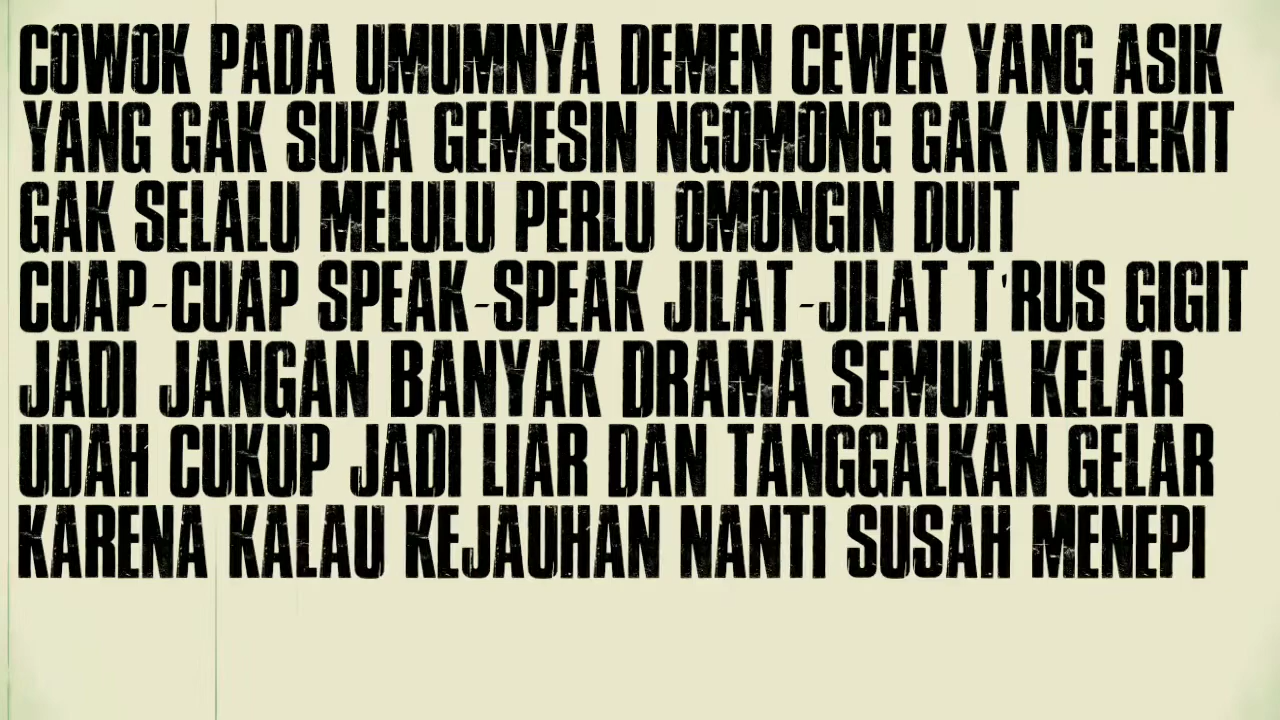 COWOK PADA UMUMNYA DEMEN CEWEK YANG ASIK
YANG GAK SUKA GEMESIN NGOMONG GAK NYELEKIT
GAK SELALU MELULU PERLU OMONGIN DUIT
CUAP-CUAP SPEAK-SPEAK JILAT-JILAT T'RUS GIGIT
JADI JANGAN BANYAK DRAMA SEMUA KELAR
UDAH CUKUP JADI LIAR DAN TANGGALKAN GELAR
KARENA KALAU KEJAUHAN NANTI SUSAH MENEPI